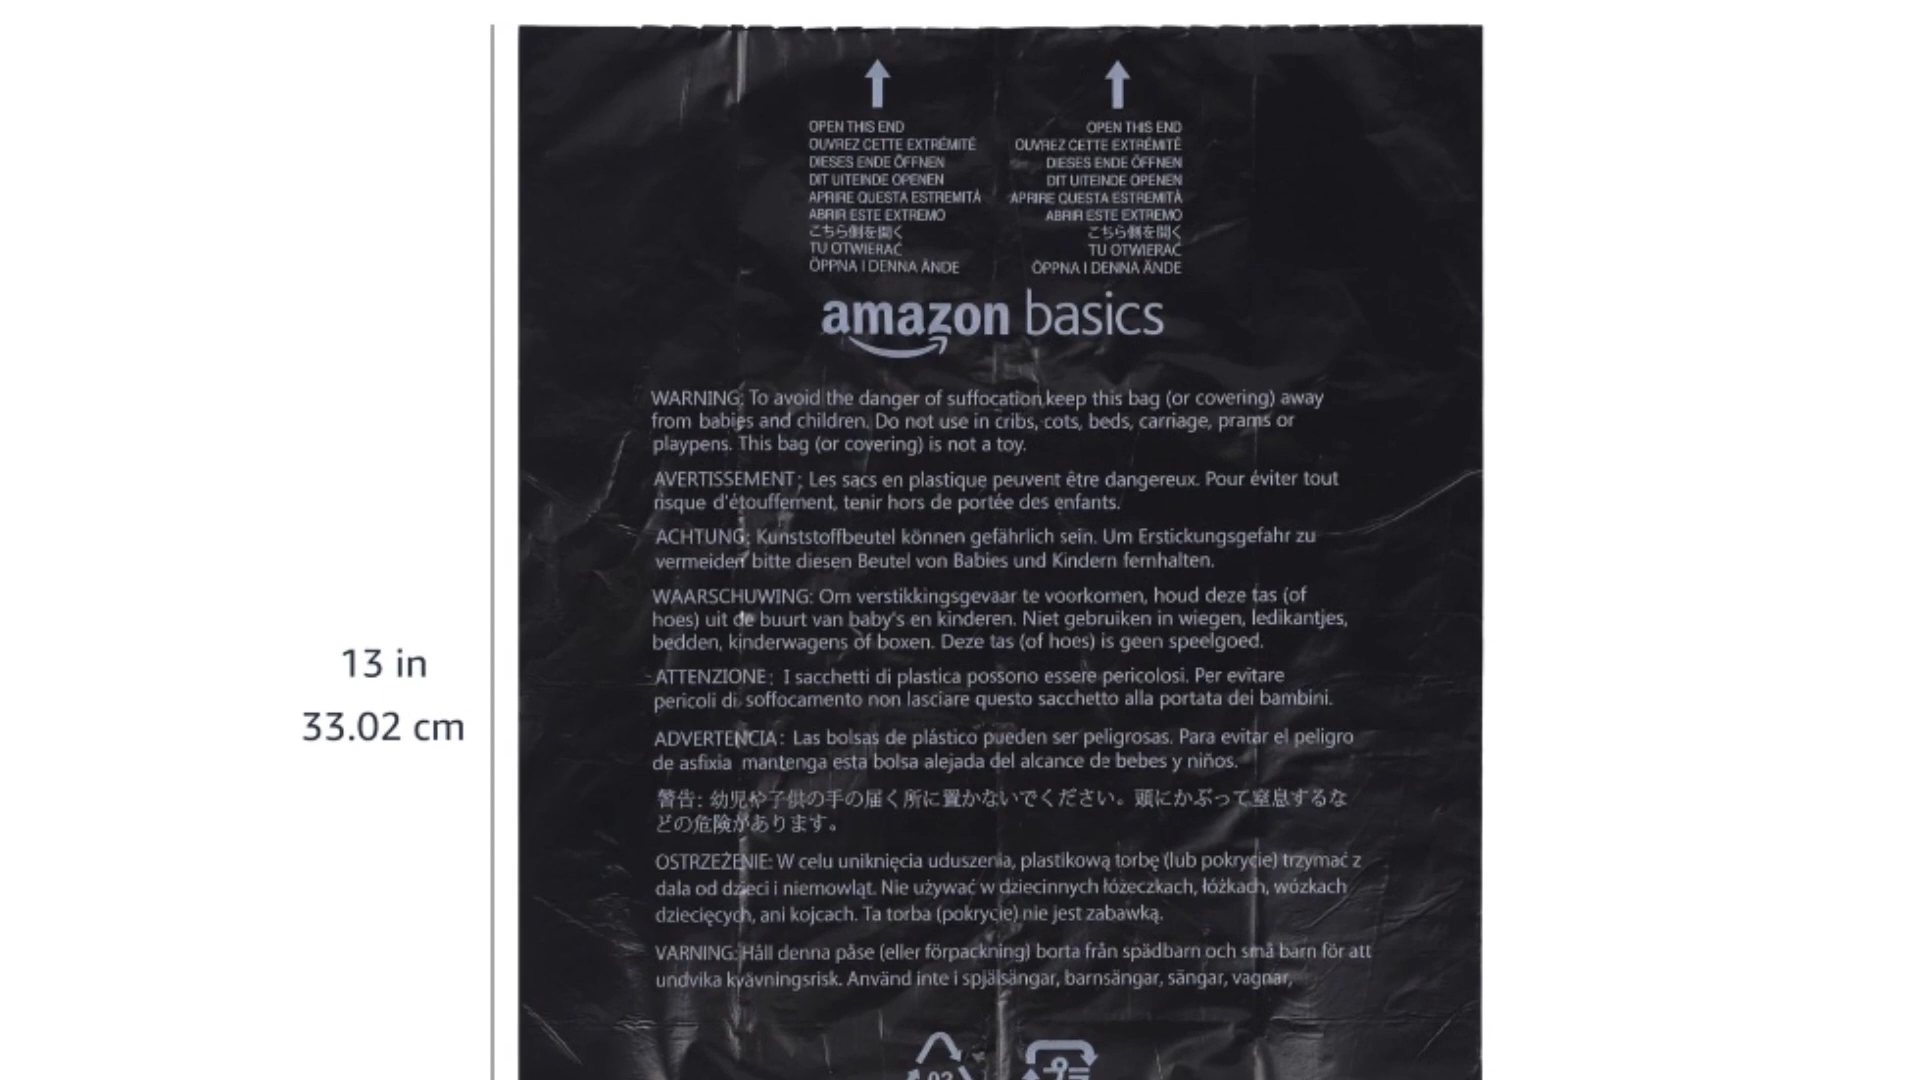 OPEN THIS END
OUVREZ CETTE EXTRÉMITÉ
DIESES ENDE ÖFFNEN
DIT UITEINDE OPENEN
APRIRE QUESTA ESTREMITÀ
ABRIR ESTE EXTREMO
こちら側を開く
TU OTWIERAĆ
ÖPPNA I DENNA ÄNDE
OPEN THIS END
OUVREZ CETTE EXTRÉMITÉ
DIESES ENDE ÖFFNEN
DIT UITEINDE OPENEN
APRIRE QUESTA ESTREMITÀ
ABRIR ESTE EXTREMO
こちら側を開く
TU OTWIERAĆ
ÖPPNA I DENNA ÄNDE
amazon basics
WARNING: To avoid the danger of suffocation,keep this bag (or covering) away
from babies and children. Do not use in cribs, cots, beds, carriage, prams or
playpens. This bag (or covering) is not a toy.
AVERTISSEMENT: Les sacs en plastique peuvent être dangereux. Pour éviter tout
risque d'étouffement, tenir hors de portée des enfants.
ACHTUNG: Kunststoffbeutel können gefährlich sein. Um Erstickungsgefahr zu
vermeiden bitte diesen Beutel von Babies und Kindern fernhalten.
WAARSCHUWING: Om verstikkingsgevaar te voorkomen, houd deze tas (of
hoes) uit de buurt van baby's en kinderen. Niet gebruiken in wiegen, ledikantjes,
bedden, kinderwagens of boxen. Deze tas (of hoes) is geen speelgoed.
ATTENZIONE: I sacchetti di plastica possono essere pericolosi. Per evitare
pericoli di soffocamento non lasciare questo sacchetto alla portata dei bambini.
ADVERTENCIA: Las bolsas de plástico pueden ser peligrosas. Para evitar el peligro
de asfixia mantenga esta bolsa alejada del alcance de bebes y niños.
警告: 幼児や子供の手の届く所に置かないでください。頭にかぶって窒息するな
どの危険があります。
OSTRZEŻENIE: W celu uniknięcia uduszenia, plastikową torbę (lub pokrycie) trzymać z
dala od dzieci i niemowląt. Nie używać w dziecinnych łóżeczkach, łóżkach, wózkach
dziecięcych, ani kojcach. Ta torba (pokrycie) nie jest zabawką.
VARNING: Håll denna påse (eller förpackning) borta från spädbarn och små barn för att
undvika kvävningsrisk. Använd inte i spjälsängar, barnsängar, sängar, vagnar,
13 in
33.02 cm
02